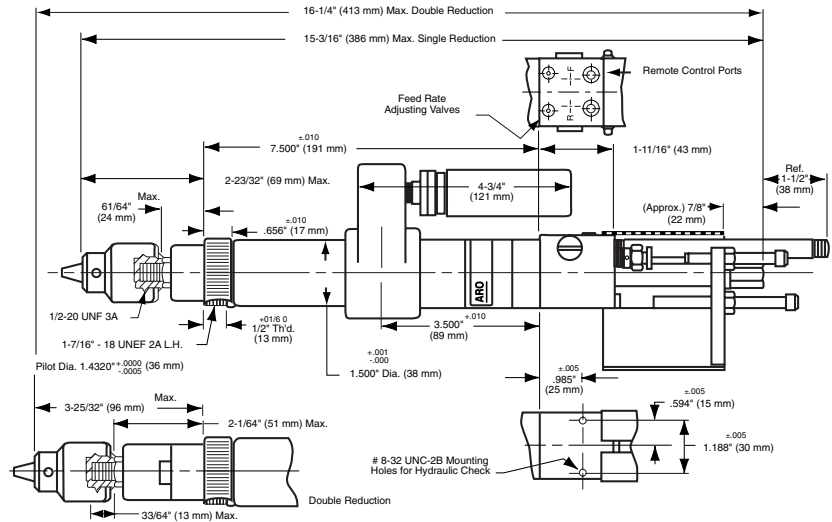 16-1/4" (413 mm) Max. Double Reduction
15-3/16" (386 mm) Max. Single Reduction
Remote Control Ports
F
R
Feed Rate
Adjusting Valves
±.010
7.500" (191 mm)
1-11/16" (43 mm)
2-23/32" (69 mm) Max.
4-3/4"
(121 mm)
Ref.
1-1/2"
(38 mm)
Max.
61/64"
(24 mm)
±.010
.656" (17 mm)
(Approx.) 7/8"
(22 mm)
ARO
1/2-20 UNF 3A
+01/6 0
1/2" Th'd.
(13 mm)
3.500" +.010
(89 mm)
1-7/16" - 18 UNEF 2A L.H.
Pilot Dia. 1.4320" +.0000 -.0005 (36 mm)
+.001
-.000
1.500" Dia. (38 mm)
±.005
.985"
(25 mm)
±.005
.594" (15 mm)
Max.
3-25/32" (96 mm)
2-1/64" (51 mm) Max.
±.005
1.188" (30 mm)
# 8-32 UNC-2B Mounting
Holes for Hydraulic Check
Double Reduction
33/64" (13 mm) Max.